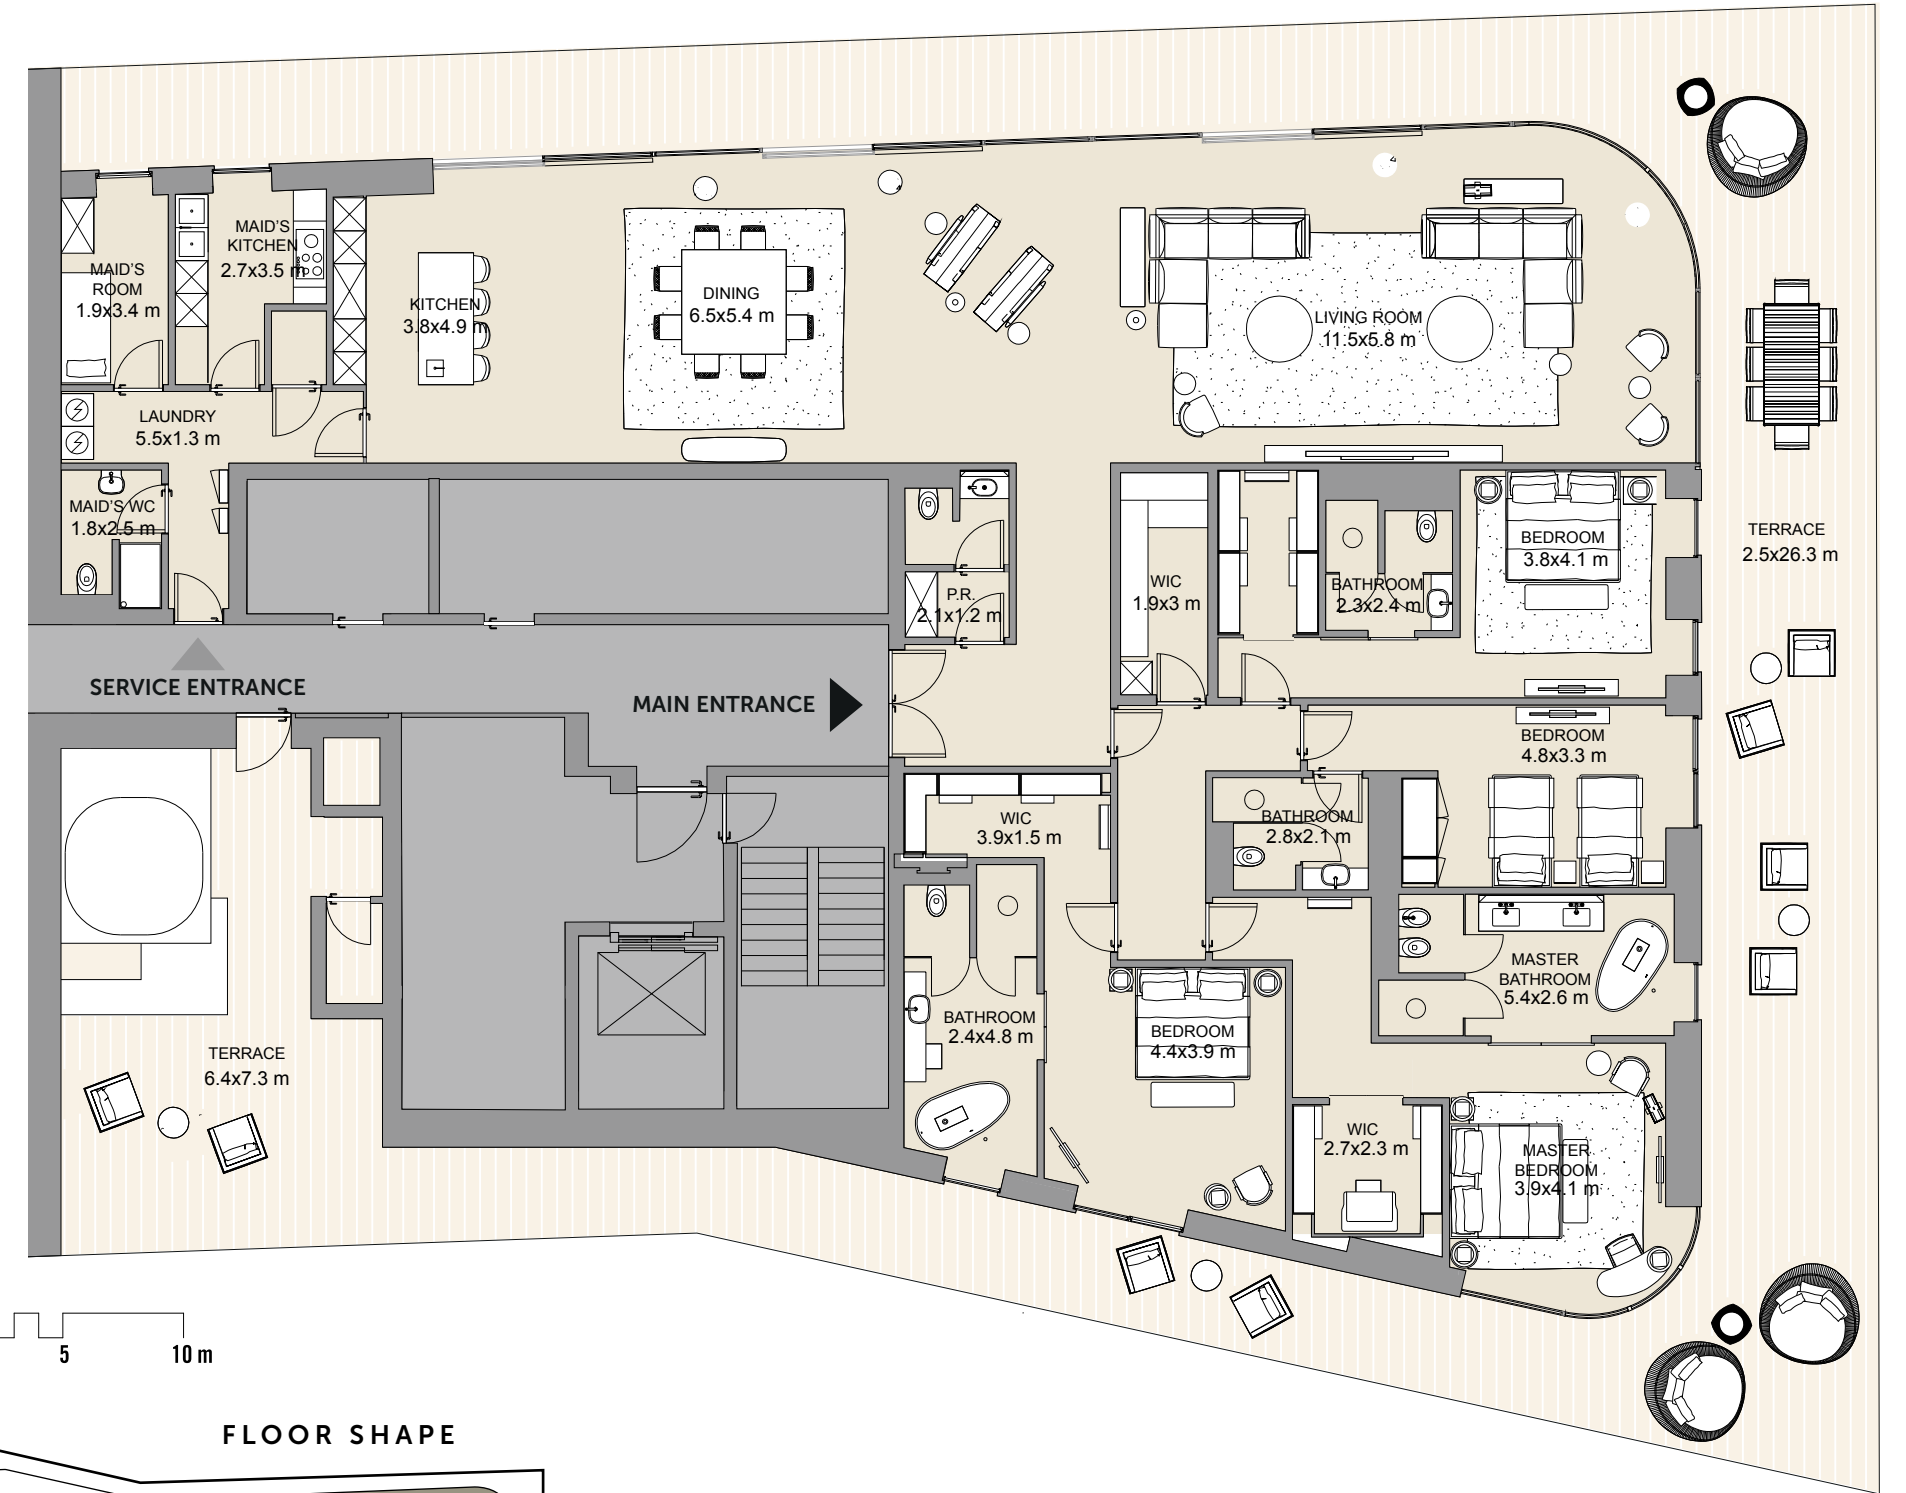 MAID'S
KITCHEN
2.7x3.5 m
MAID'S
ROOM
1.9x3.4 m
KITCHEN
3.8x4.9 m
DINING
6.5x5.4 m
LIVING ROOM
11.5x5.8 m
LAUNDRY
5.5x1.3 m
MAID'S WC
1.8x2.5 m
P.R.
2.1x1.2 m
WIC
1.9x3 m
BATHROOM
2.3x2.4 m
BEDROOM
3.8x4.1 m
TERRACE
2.5x26.3 m
SERVICE ENTRANCE
MAIN ENTRANCE
BEDROOM
4.8x3.3 m
WIC
3.9x1.5 m
BATHROOM
2.8x2.1 m
MASTER
BATHROOM
5.4x2.6 m
BATHROOM
2.4x4.8 m
BEDROOM
4.4x3.9 m
TERRACE
6.4x7.3 m
WIC
2.7x2.3 m
MASTER
BEDROOM
3.9x4.1 m
5 10 m
FLOOR SHAPE